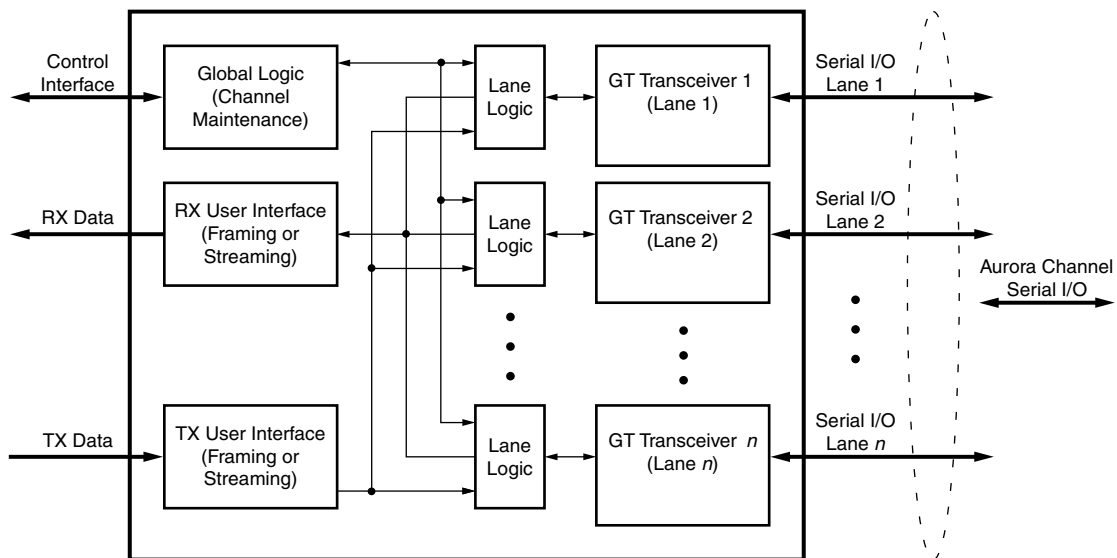 Control
Interface
Global Logic
(Channel
Maintenance)
Lane
Logic
GT Transceiver 1
(Lane 1)
Serial I/O
Lane 1
RX Data
RX User Interface
(Framing or
Streaming)
Lane
Logic
GT Transceiver 2
(Lane 2)
Serial I/O
Lane 2
Aurora Channel
Serial I/O
TX Data
TX User Interface
(Framing or
Streaming)
Lane
Logic
GT Transceiver n
(Lane n)
Serial I/O
Lane n